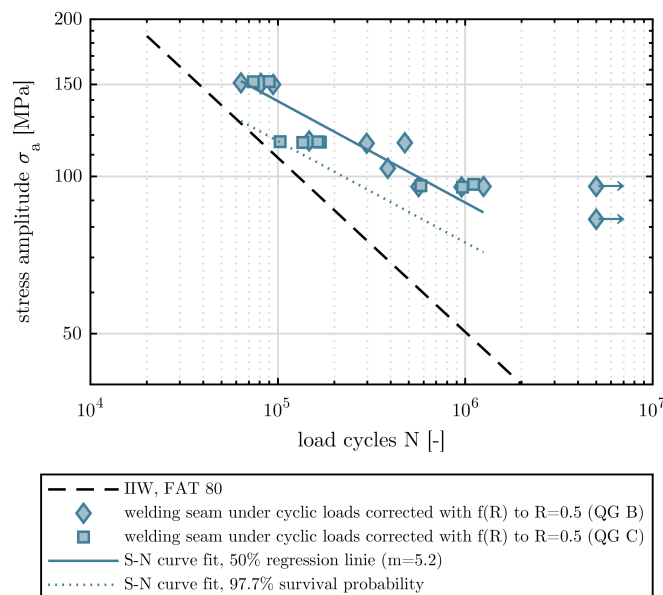 200
150
100
50
stress amplitude σa [MPa]
10^4
10^5
10^6
10^7
load cycles N [-]
IIW, FAT 80
welding seam under cyclic loads corrected with f(R) to R=0.5 (QG B)
welding seam under cyclic loads corrected with f(R) to R=0.5 (QG C)
S-N curve fit, 50% regression linie (m=5.2)
S-N curve fit, 97.7% survival probability